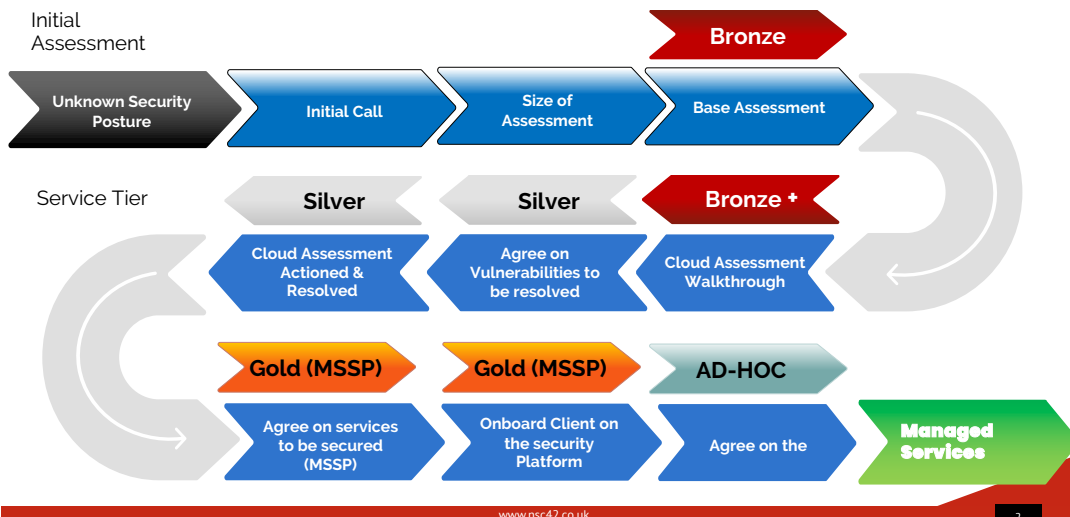 Initial
Assessment
Bronze
Unknown Security
Posture
Initial Call
Size of
Assessment
Base Assessment
Service Tier
Silver
Silver
Bronze +
Cloud Assessment
Actioned &
Resolved
Agree on
Vulnerabilities to
be resolved
Cloud Assessment
Walkthrough
Gold (MSSP)
Gold (MSSP)
AD-HOC
Agree on services
to be secured
(MSSP)
Onboard Client on
the security
Platform
Agree on the
Managed
Services
www.nsc42.co.uk